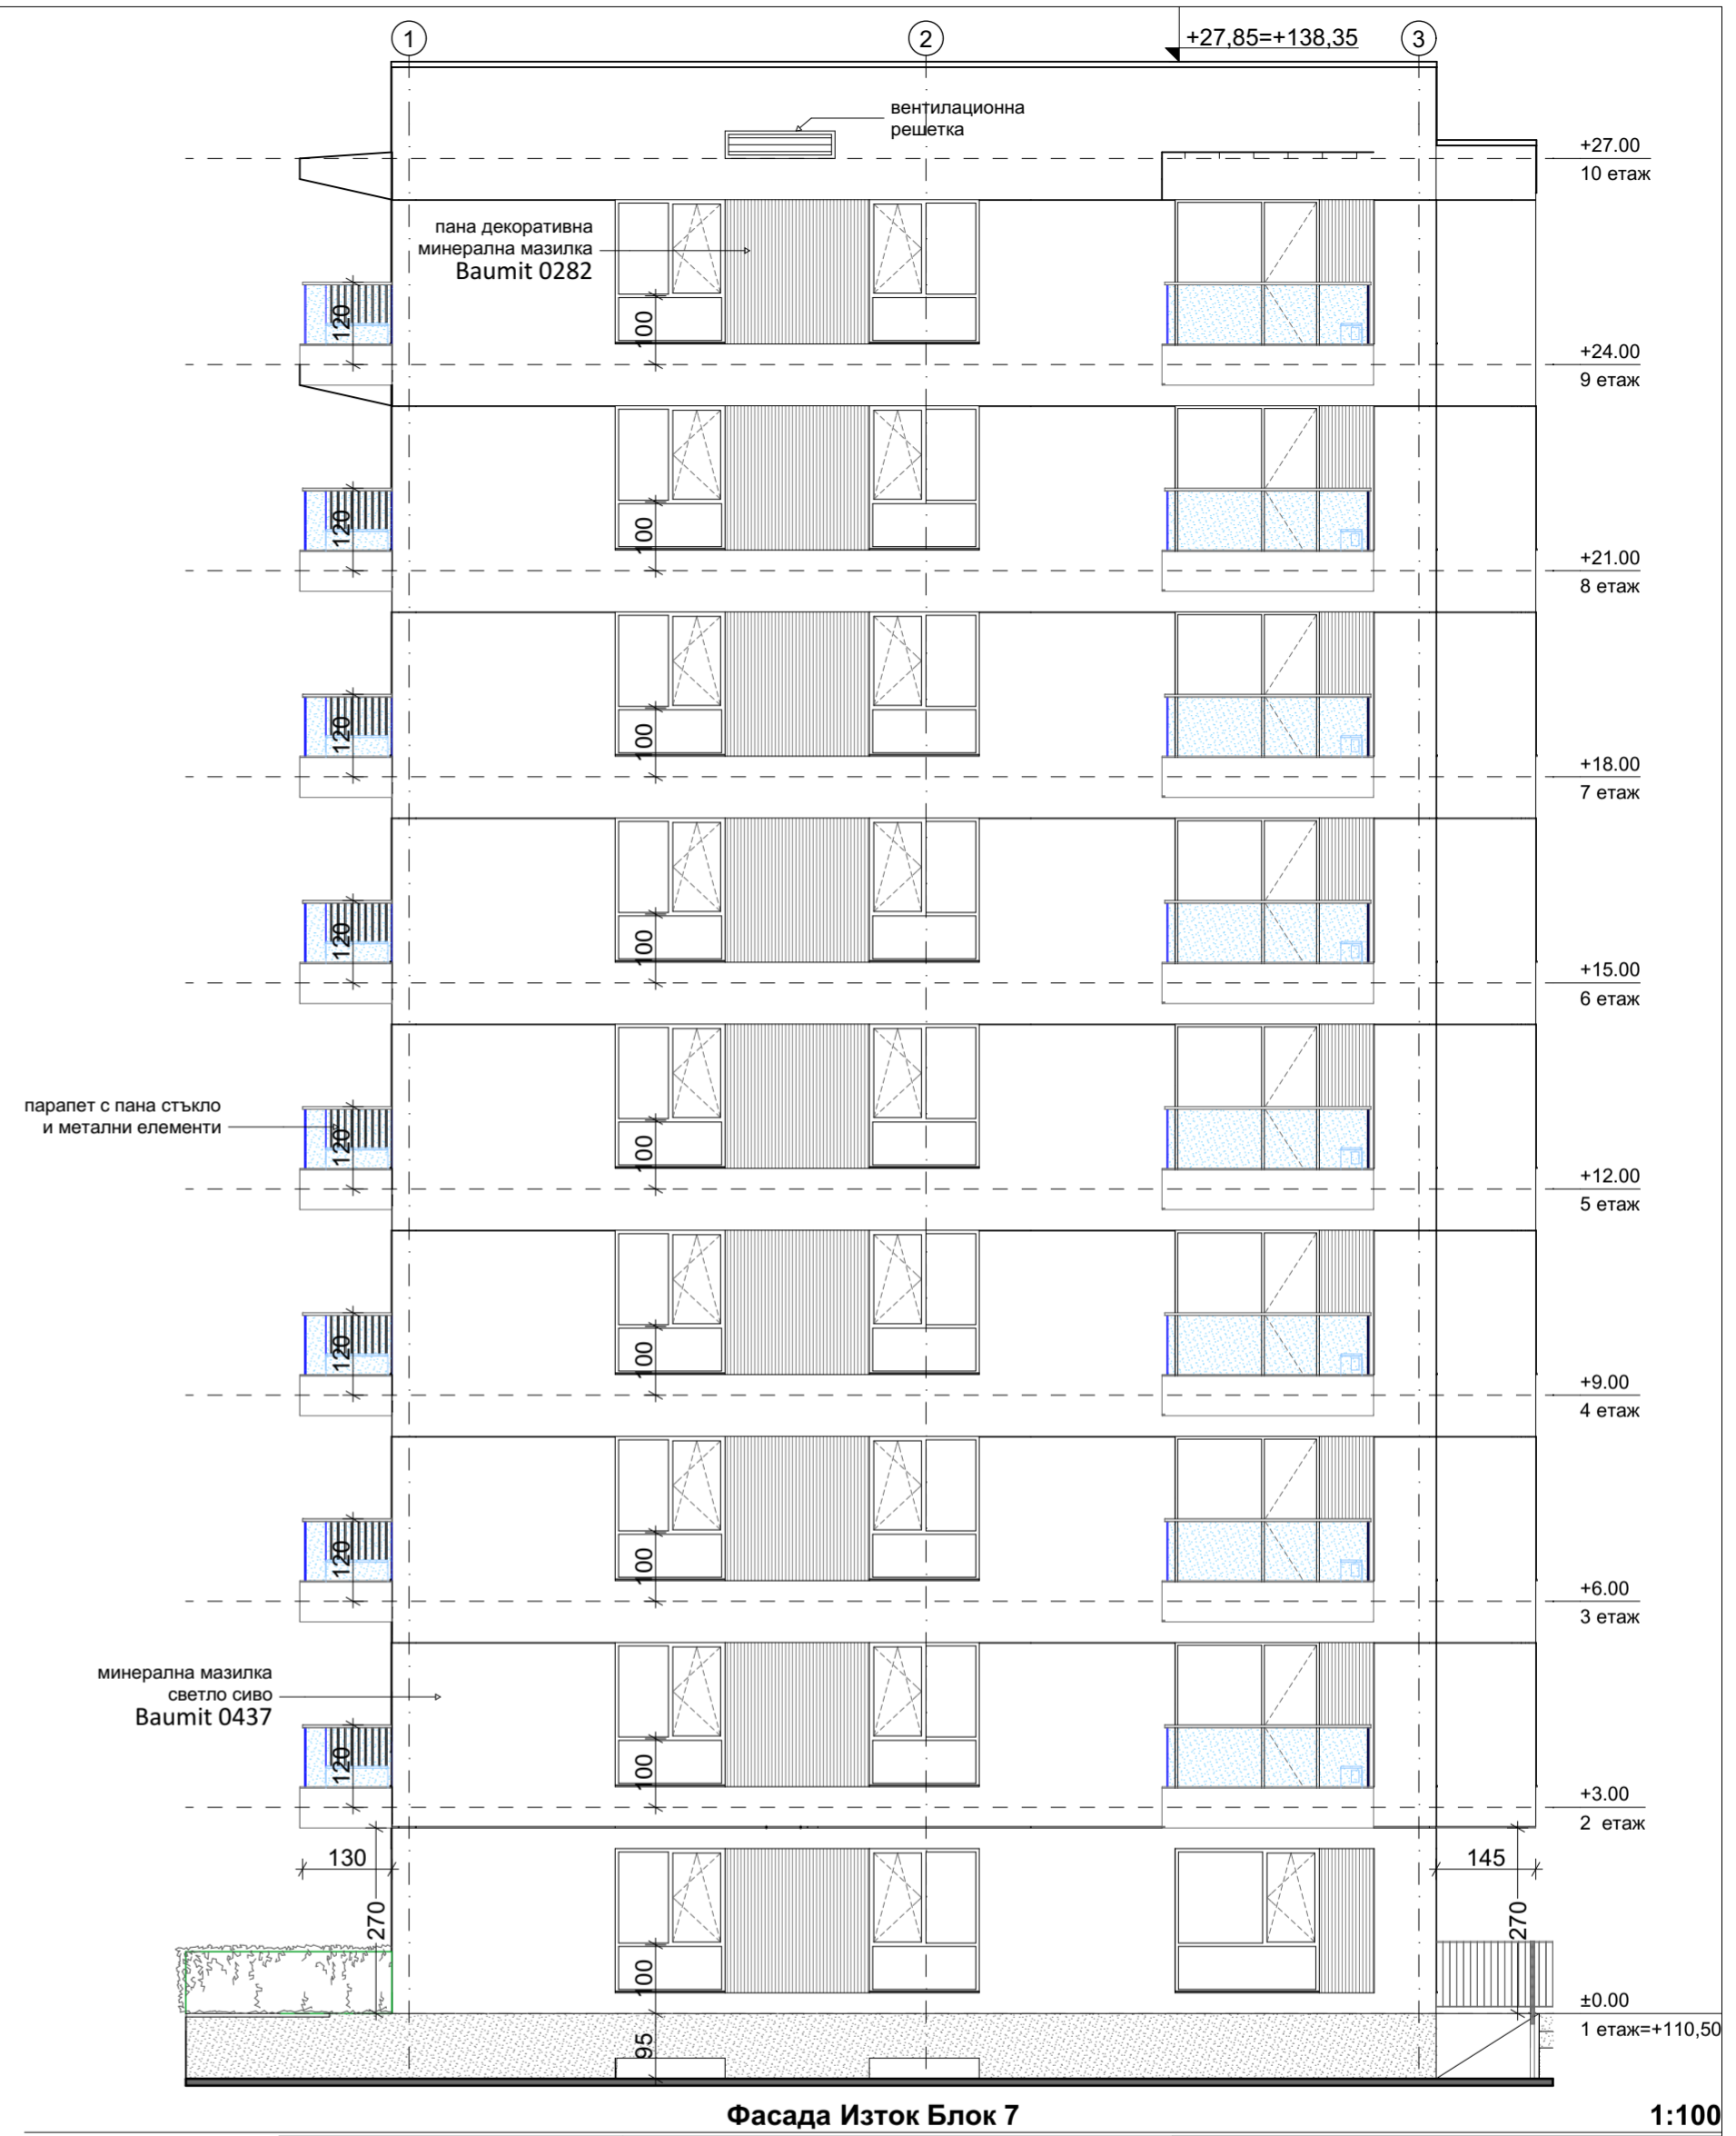 1
2
+27,85=+138,35
3
вентилационна
решетка
+27.00
10 етаж
пана декоративна
минерална мазилка
Baumit 0282
120
100
+24.00
9 етаж
120
100
+21.00
8 етаж
120
100
+18.00
7 етаж
120
100
+15.00
6 етаж
парапет с пана стъкло
и метални елементи
120
100
+12.00
5 етаж
120
100
+9.00
4 етаж
120
100
+6.00
3 етаж
минерална мазилка
светло сиво
Baumit 0437
120
100
+3.00
2 етаж
130
145
270
270
100
±0.00
1 етаж=+110,50
95
Фасада Изток Блок 7
1:100